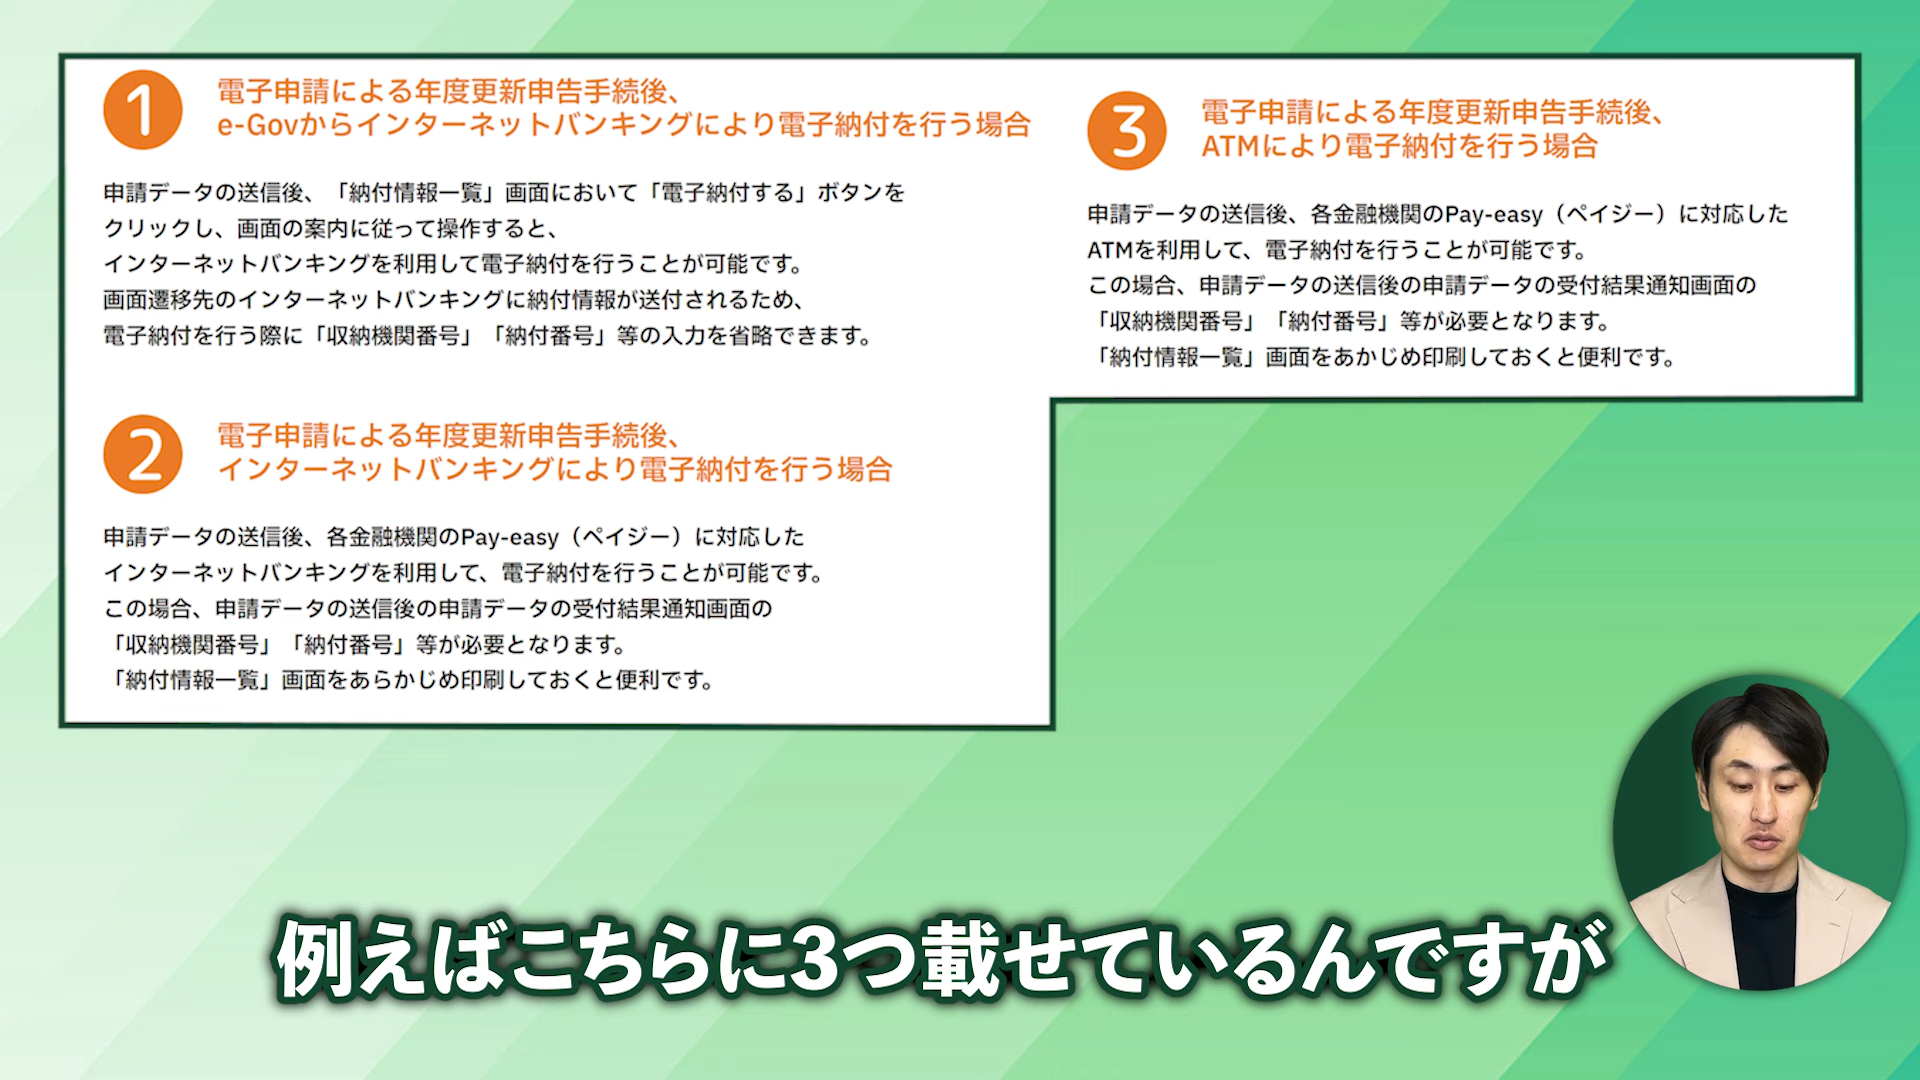 1
電子申請による年度更新申告手続後、
e-Govからインターネットバンキングにより電子納付を行う場合
申請データの送信後、「納付情報一覧」画面において「電子納付する」ボタンを
クリックし、画面の案内に従って操作すると、
インターネットバンキングを利用して電子納付を行うことが可能です。
画面遷移先のインターネットバンキングに納付情報が送付されるため、
電子納付を行う際に「収納機関番号」「納付番号」等の入力を省略できます。
2
電子申請による年度更新申告手続後、
インターネットバンキングにより電子納付を行う場合
申請データの送信後、各金融機関のPay-easy（ペイジー）に対応した
インターネットバンキングを利用して、電子納付を行うことが可能です。
この場合、申請データの送信後の申請データの受付結果通知画面の
「収納機関番号」「納付番号」等が必要となります。
「納付情報一覧」画面をあらかじめ印刷しておくと便利です。
3
電子申請による年度更新申告手続後、
ATMにより電子納付を行う場合
申請データの送信後、各金融機関のPay-easy（ペイジー）に対応した
ATMを利用して、電子納付を行うことが可能です。
この場合、申請データの送信後の申請データの受付結果通知画面の
「収納機関番号」「納付番号」等が必要となります。
「納付情報一覧」画面をあかじめ印刷しておくと便利です。
例えばこちらに3つ載せているんですが